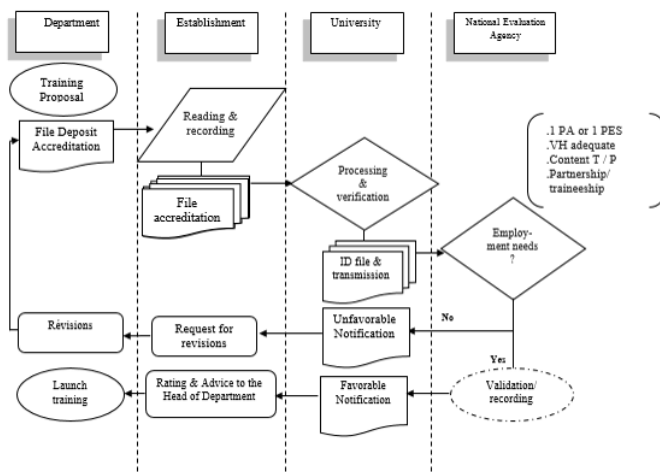 Department
Establishment
University
National Evaluation
Agency
Training
Proposal
File Deposit
Accreditation
Reading &
recording
File
accreditation
Processing
&
verification
ID file &
transmission
.1 PA or 1 PES
.VH adequate
.Content T / P
.Partnership/
traineeship
Employ-
ment needs
?
No
Yes
Unfavorable
Notification
Request for
revisions
Révisions
Validation/
recording
Favorable
Notification
Rating & Advice to the
Head of Department
Launch
training